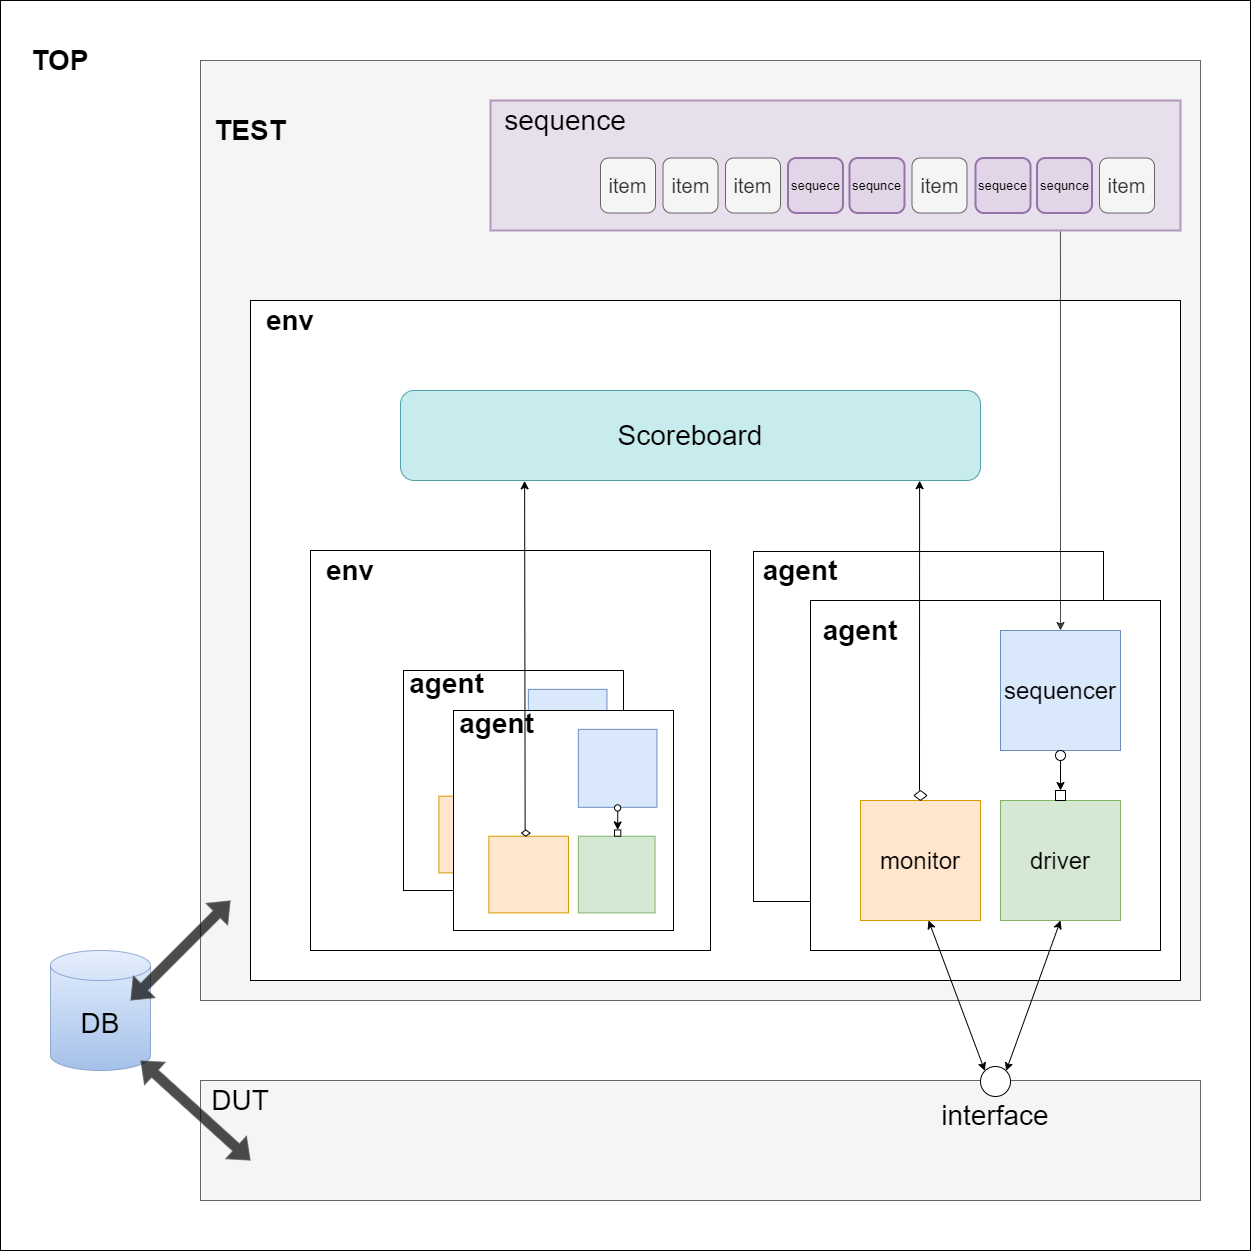 TOP
TEST
sequence
item
item
item
sequece
sequnce
item
sequece
sequnce
item
env
Scoreboard
env
agent
agent
agent
agent
sequencer
monitor
driver
DB
DUT
interface